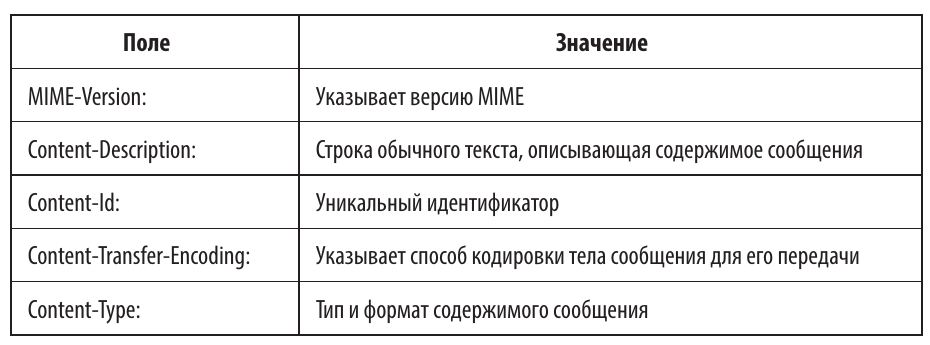 Поле Значение
MIME-Version: Указывает версию MIME
Content-Description: Строка обычного текста, описывающая содержимое сообщения
Content-Id: Уникальный идентификатор
Content-Transfer-Encoding: Указывает способ кодировки тела сообщения для его передачи
Content-Type: Тип и формат содержимого сообщения